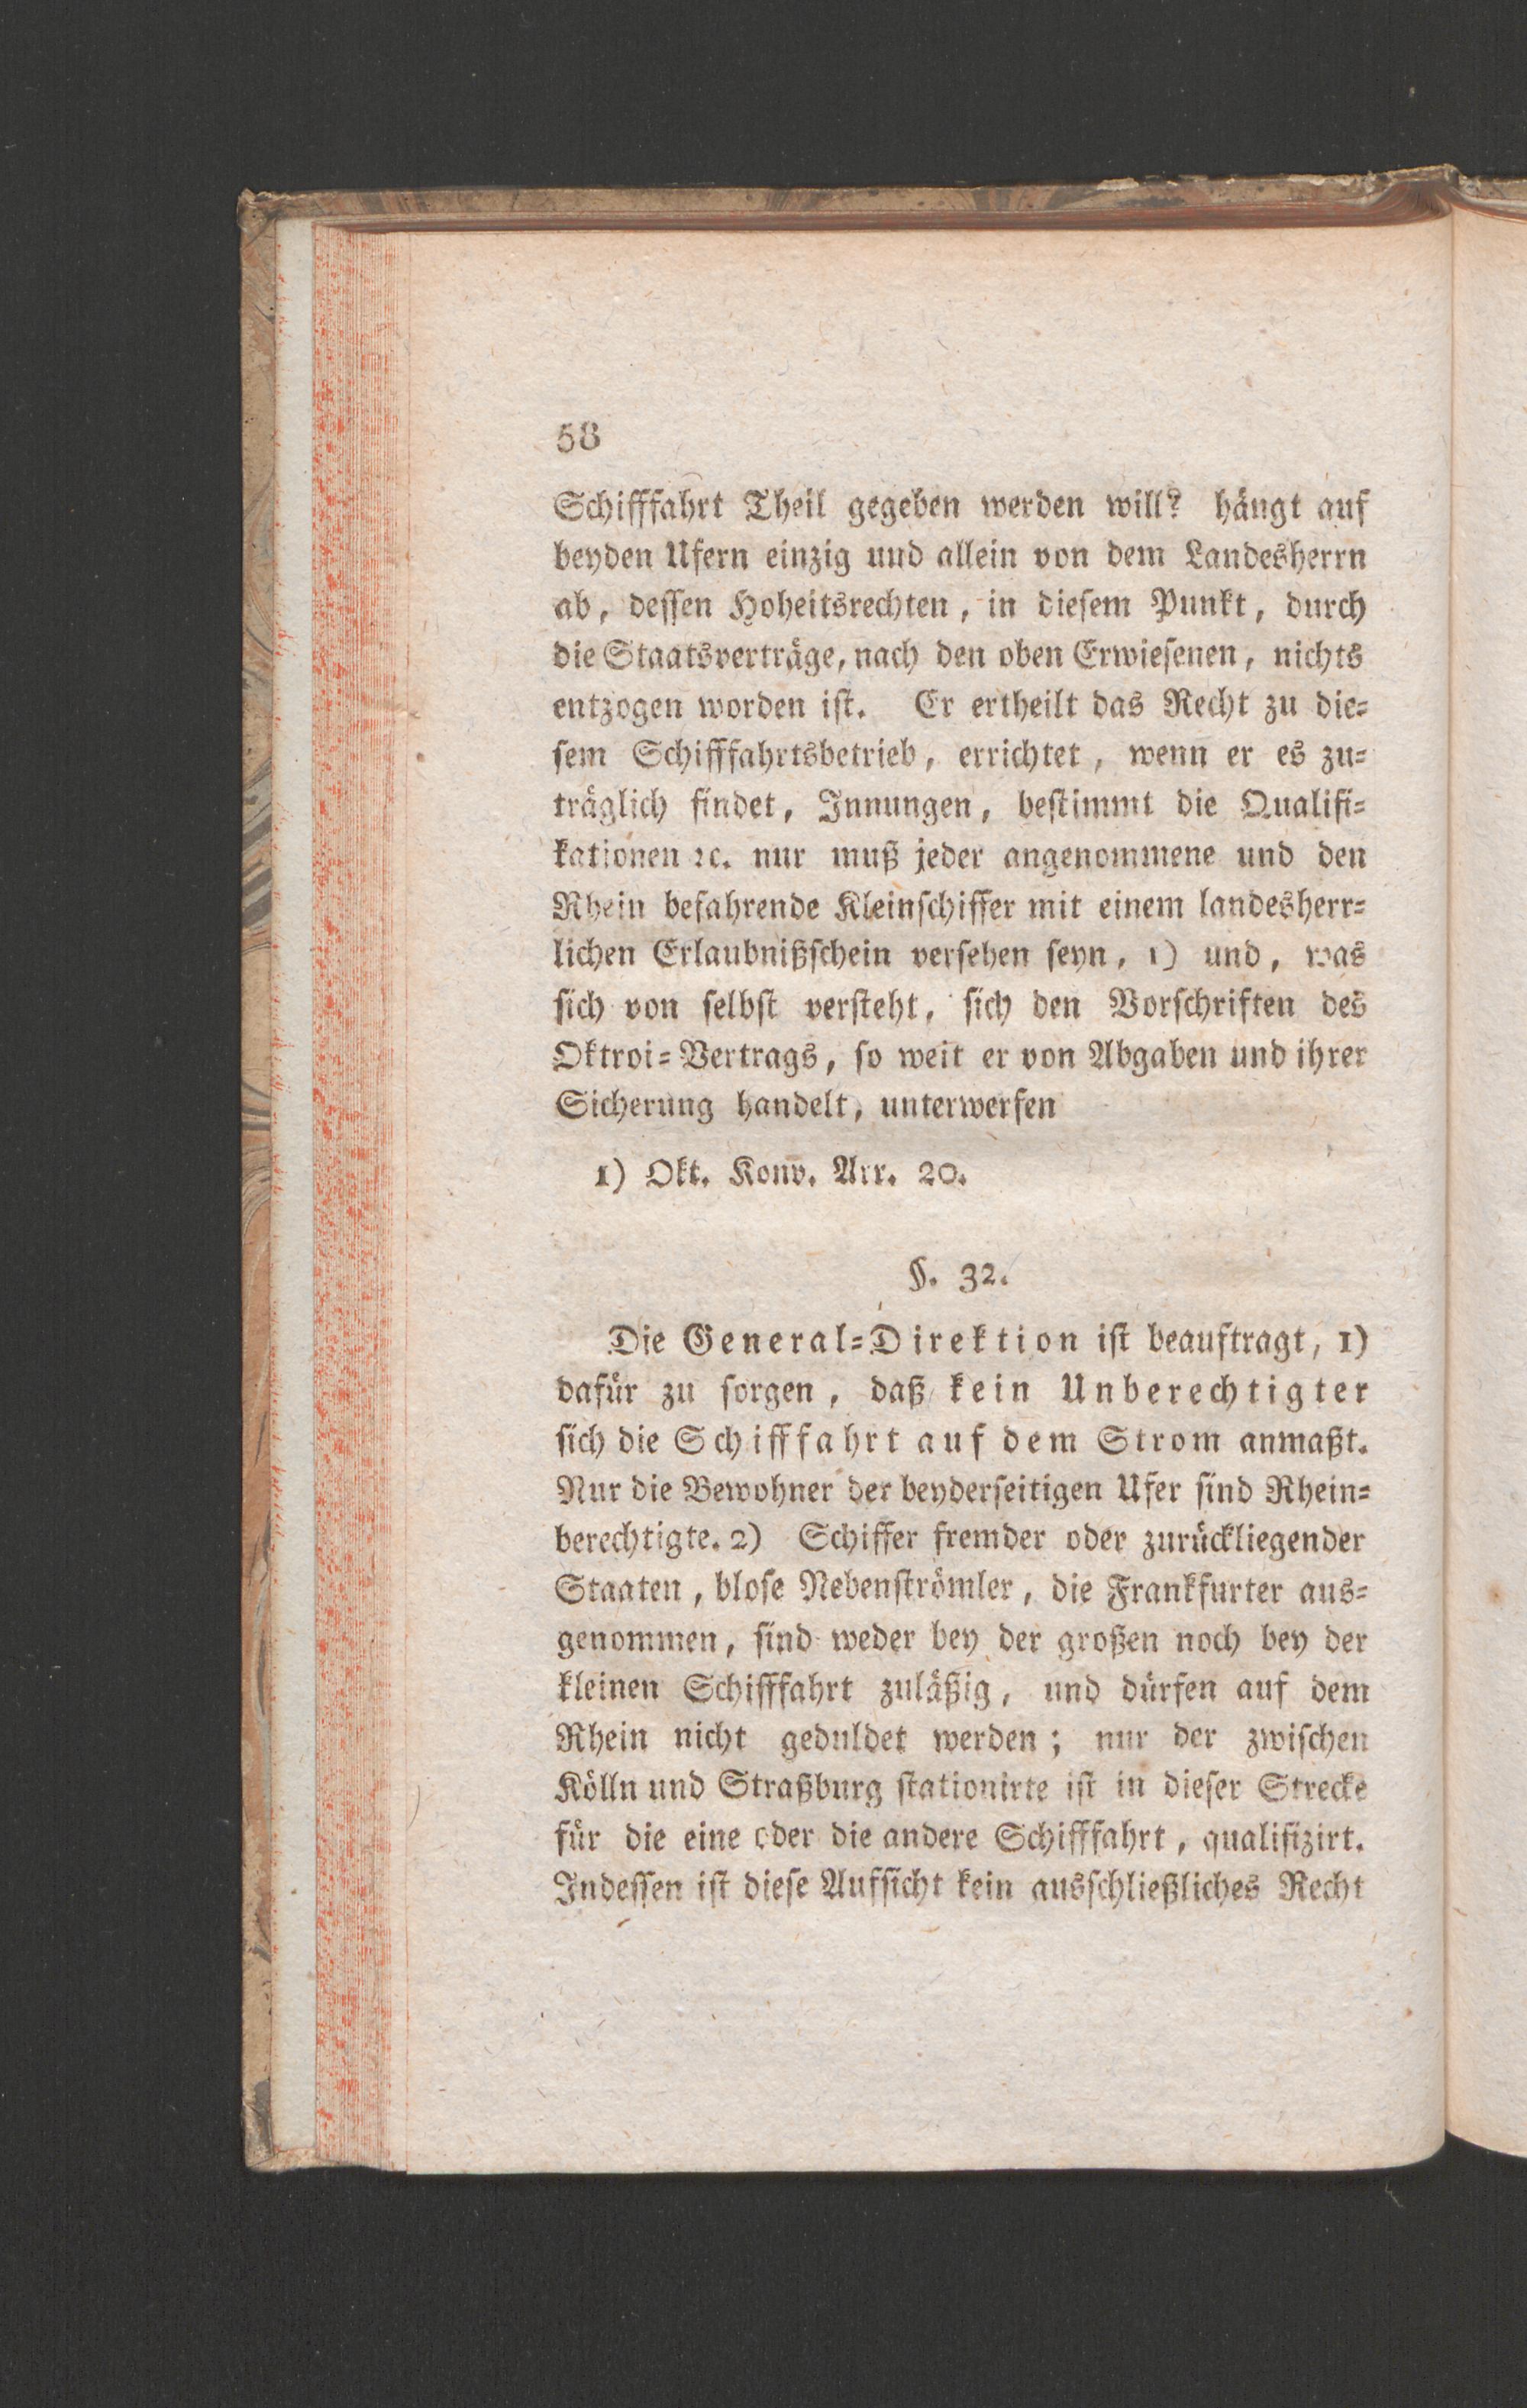 58
Schifffahrt Theil gegeben werden will? hängt auf
beyden Ufern einzig und allein von dem Landesherrn
ab, dessen Hoheitsrechten, in diesem Punkt, durch
die Staatsverträge, nach den oben Erwiesenen, nichts
entzogen worden ist. Er ertheilt das Recht zu die-
sem Schifffahrtsbetrieb, errichtet, wenn er es zu-
träglich findet, Innungen, bestimmt die Qualifi-
kationen ꝛc. nur muß jeder angenommene und den
Rhein befahrende Kleinschiffer mit einem landesherr-
lichen Erlaubnißschein versehen seyn, 1) und, was
sich von selbst versteht, sich den Vorschriften des
Oktroi-Vertrags, so weit er von Abgaben und ihrer
Sicherung handelt, unterwerfen
1) Okt. Konv. Arr. 20.
§. 32.
Die General-Direktion ist beauftragt, 1)
dafür zu sorgen, daß kein Unberechtigter
sich die Schifffahrt auf dem Strom anmaßt.
Nur die Bewohner der beyderseitigen Ufer sind Rhein-
berechtigte. 2) Schiffer fremder oder zurückliegender
Staaten, blose Nebenströmler, die Frankfurter aus-
genommen, sind weder bey der großen noch bey der
kleinen Schifffahrt zuläßig, und dürfen auf dem
Rhein nicht geduldet werden; nur der zwischen
Kölln und Straßburg stationirte ist in dieser Strecke
für die eine oder die andere Schifffahrt, qualifizirt.
Indessen ist diese Aufsicht kein ausschließliches Recht